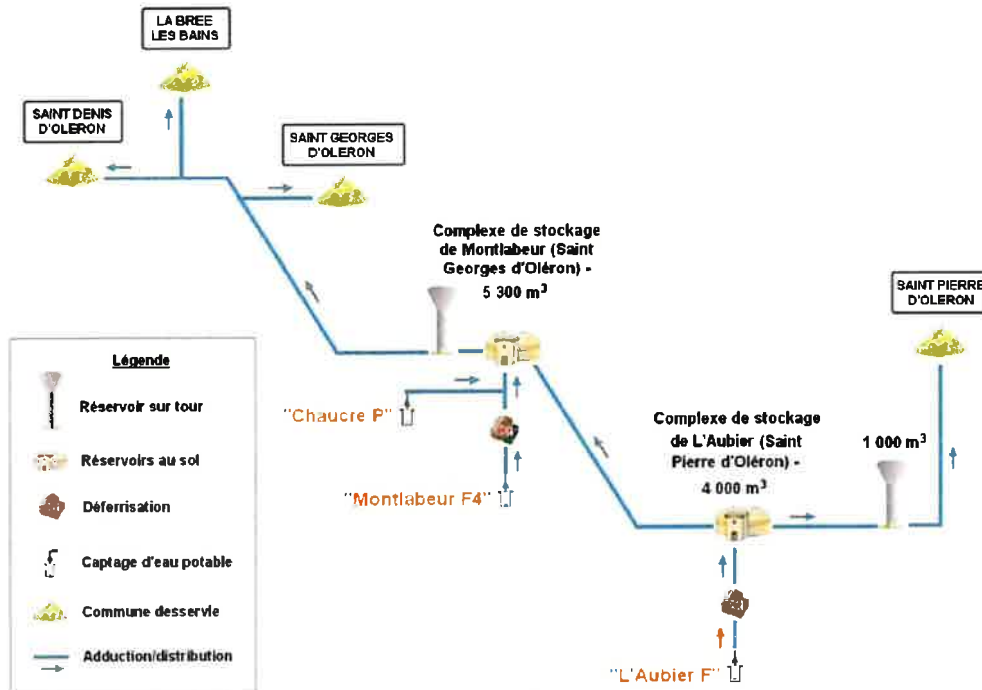 LA BREE
LES BAINS
SAINT DENIS
D'OLERON
SAINT GEORGES
D'OLERON
Complexe de stockage
de Montlabeur (Saint
Georges d'Oléron) -
5 300 m³
SAINT PIERRE
D'OLERON
Légende
Réservoir sur tour
Réservoirs au sol
Déferrisation
Captage d'eau potable
Commune desservie
Adduction/distribution
"Chaucre P"
"Montlabeur F4"
Complexe de stockage
de L'Aubier (Saint
Pierre d'Oléron) -
4 000 m³
1 000 m³
"L'Aubier F"